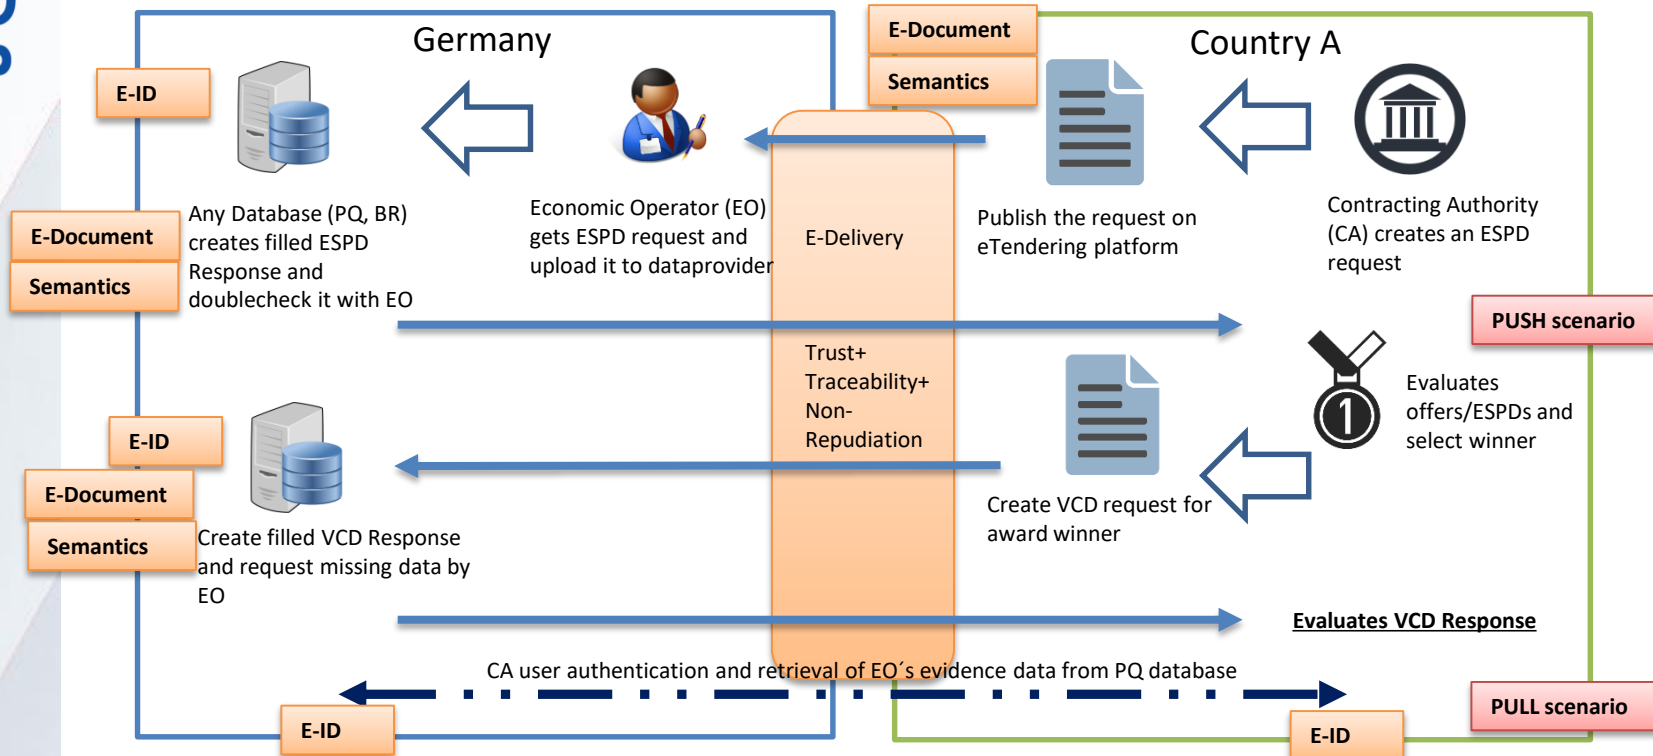 Germany
Country A
E-Document
Semantics
E-ID
Any Database (PQ, BR)
creates filled ESPD
Response and
doublecheck it with EO
E-Document
Semantics
Economic Operator (EO)
gets ESPD request and
upload it to dataprovider
E-Delivery
Publish the request on
eTendering platform
Contracting Authority
(CA) creates an ESPD
request
PUSH scenario
Trust+
Traceability+
Non-
Repudiation
1
Evaluates
offers/ESPDs and
select winner
E-ID
E-Document
Semantics
Create filled VCD Response
and request missing data by
EO
Create VCD request for
award winner
Evaluates VCD Response
CA user authentication and retrieval of EO´s evidence data from PQ database
E-ID
E-ID
PULL scenario